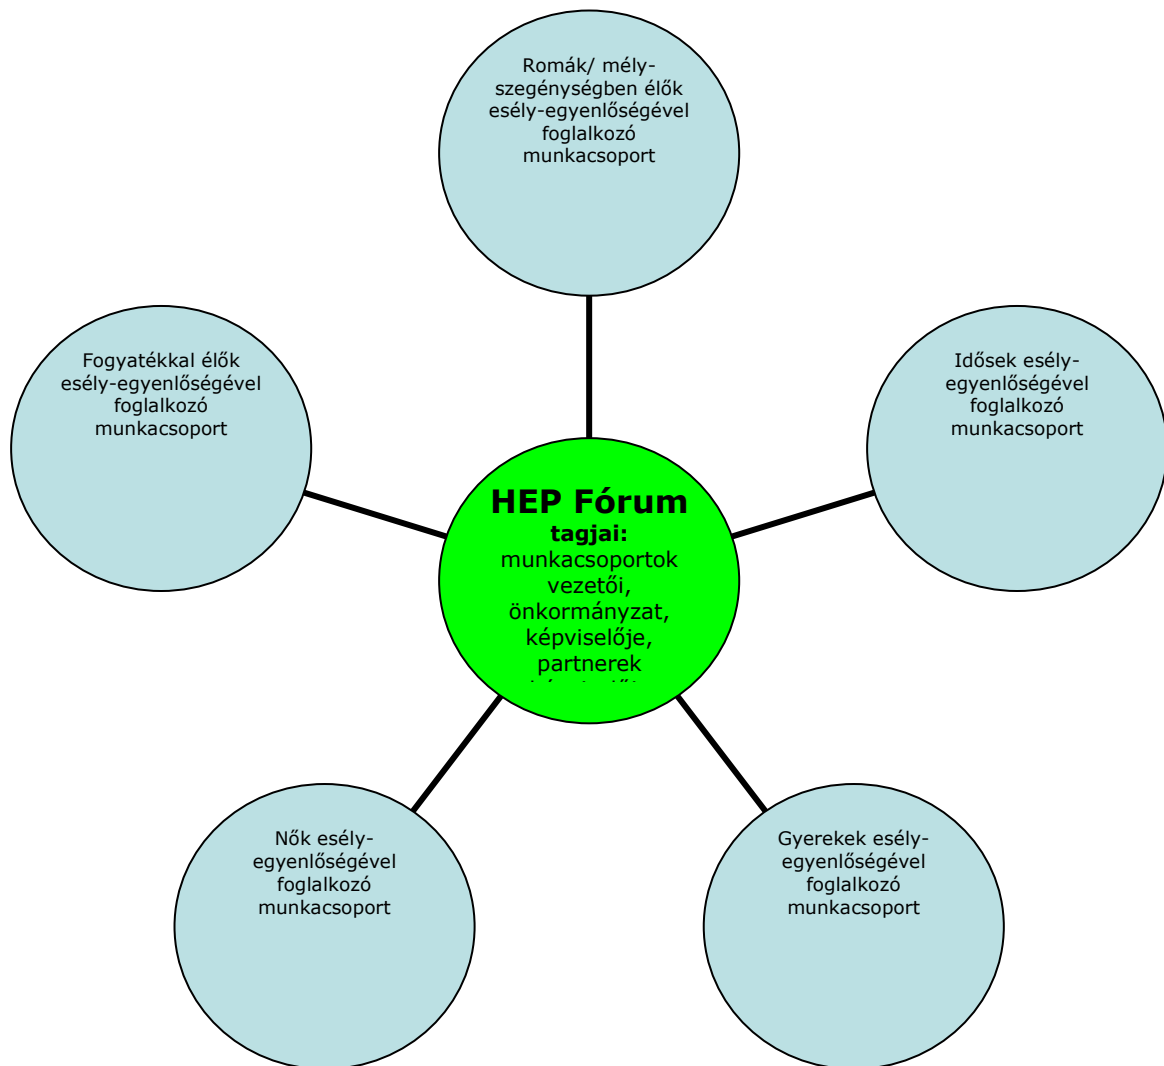 Romák/ mély-
szegénységben élők
esély-egyenlőségével
foglalkozó
munkacsoport
Fogyatékkal élők
esély-egyenlőségével
foglalkozó
munkacsoport
Idősek esély-
egyenlőségével
foglalkozó
munkacsoport
HEP Fórum
tagjai:
munkacsoportok
vezetői,
önkormányzat,
képviselője,
partnerek
Nők esély-
egyenlőségével
foglalkozó
munkacsoport
Gyerekek esély-
egyenlőségével
foglalkozó
munkacsoport